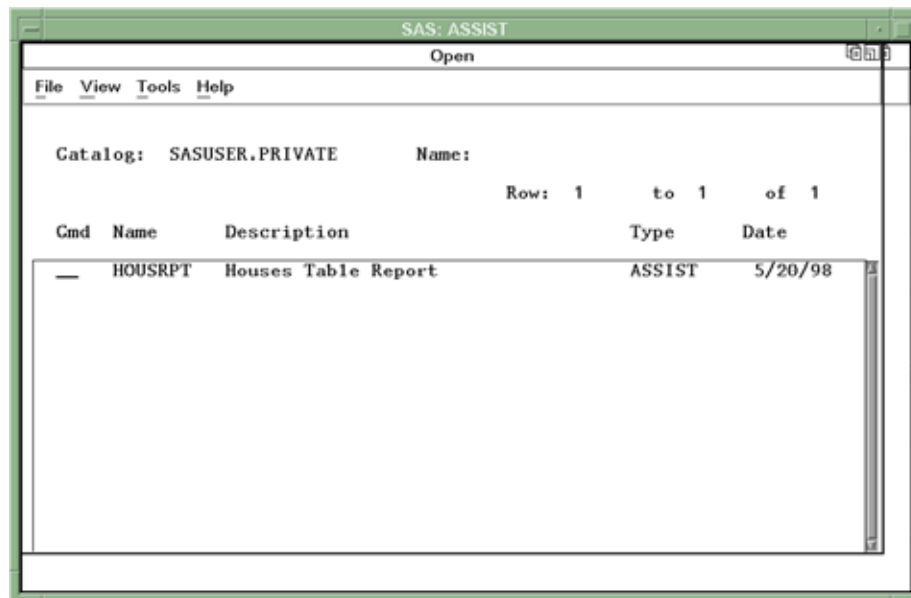 SAS: ASSIST
Open
File View Tools Help
Catalog: SASUSER.PRIVATE Name:
Row: 1 to 1 of 1
Cmd Name Description Type Date
__ HOUSRPT Houses Table Report ASSIST 5/20/98